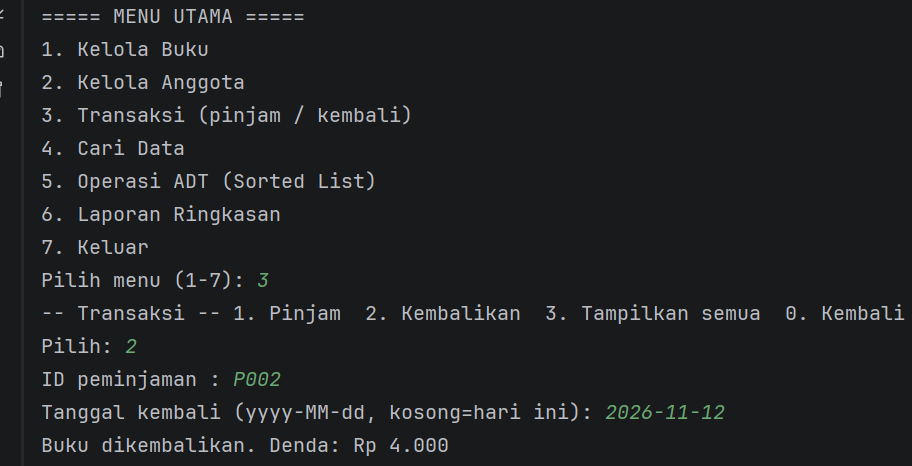 ===== MENU UTAMA =====
1. Kelola Buku
2. Kelola Anggota
3. Transaksi (pinjam / kembali)
4. Cari Data
5. Operasi ADT (Sorted List)
6. Laporan Ringkasan
7. Keluar
Pilih menu (1-7): 3
-- Transaksi -- 1. Pinjam  2. Kembalikan  3. Tampilkan semua  0. Kembali
Pilih: 2
ID peminjaman : P002
Tanggal kembali (yyyy-MM-dd, kosong=hari ini): 2026-11-12
Buku dikembalikan. Denda: Rp 4.000